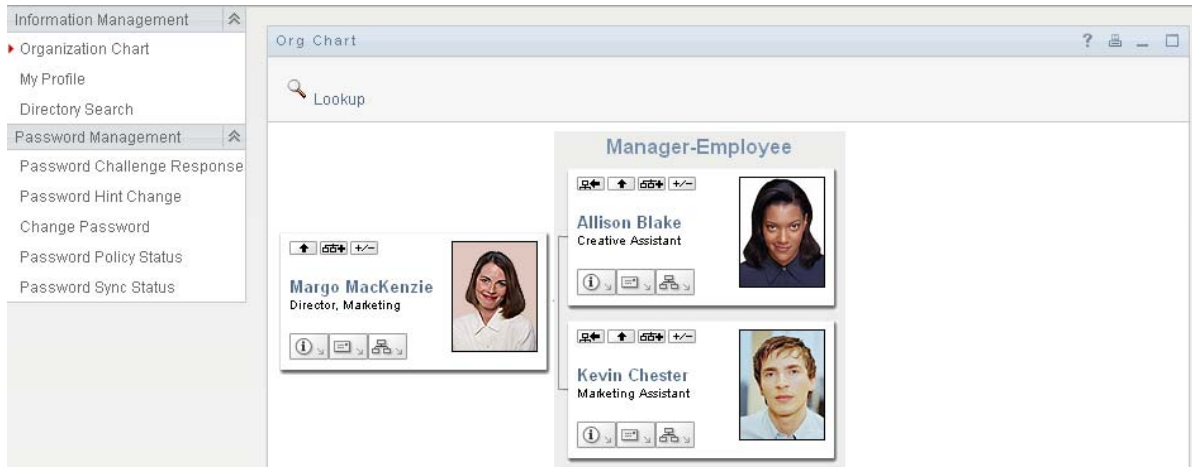 Information Management
Organization Chart
My Profile
Directory Search
Password Management
Password Challenge Response
Password Hint Change
Change Password
Password Policy Status
Password Sync Status
Org Chart
Lookup
Manager-Employee
Margo MacKenzie
Director, Marketing
Allison Blake
Creative Assistant
Kevin Chester
Marketing Assistant